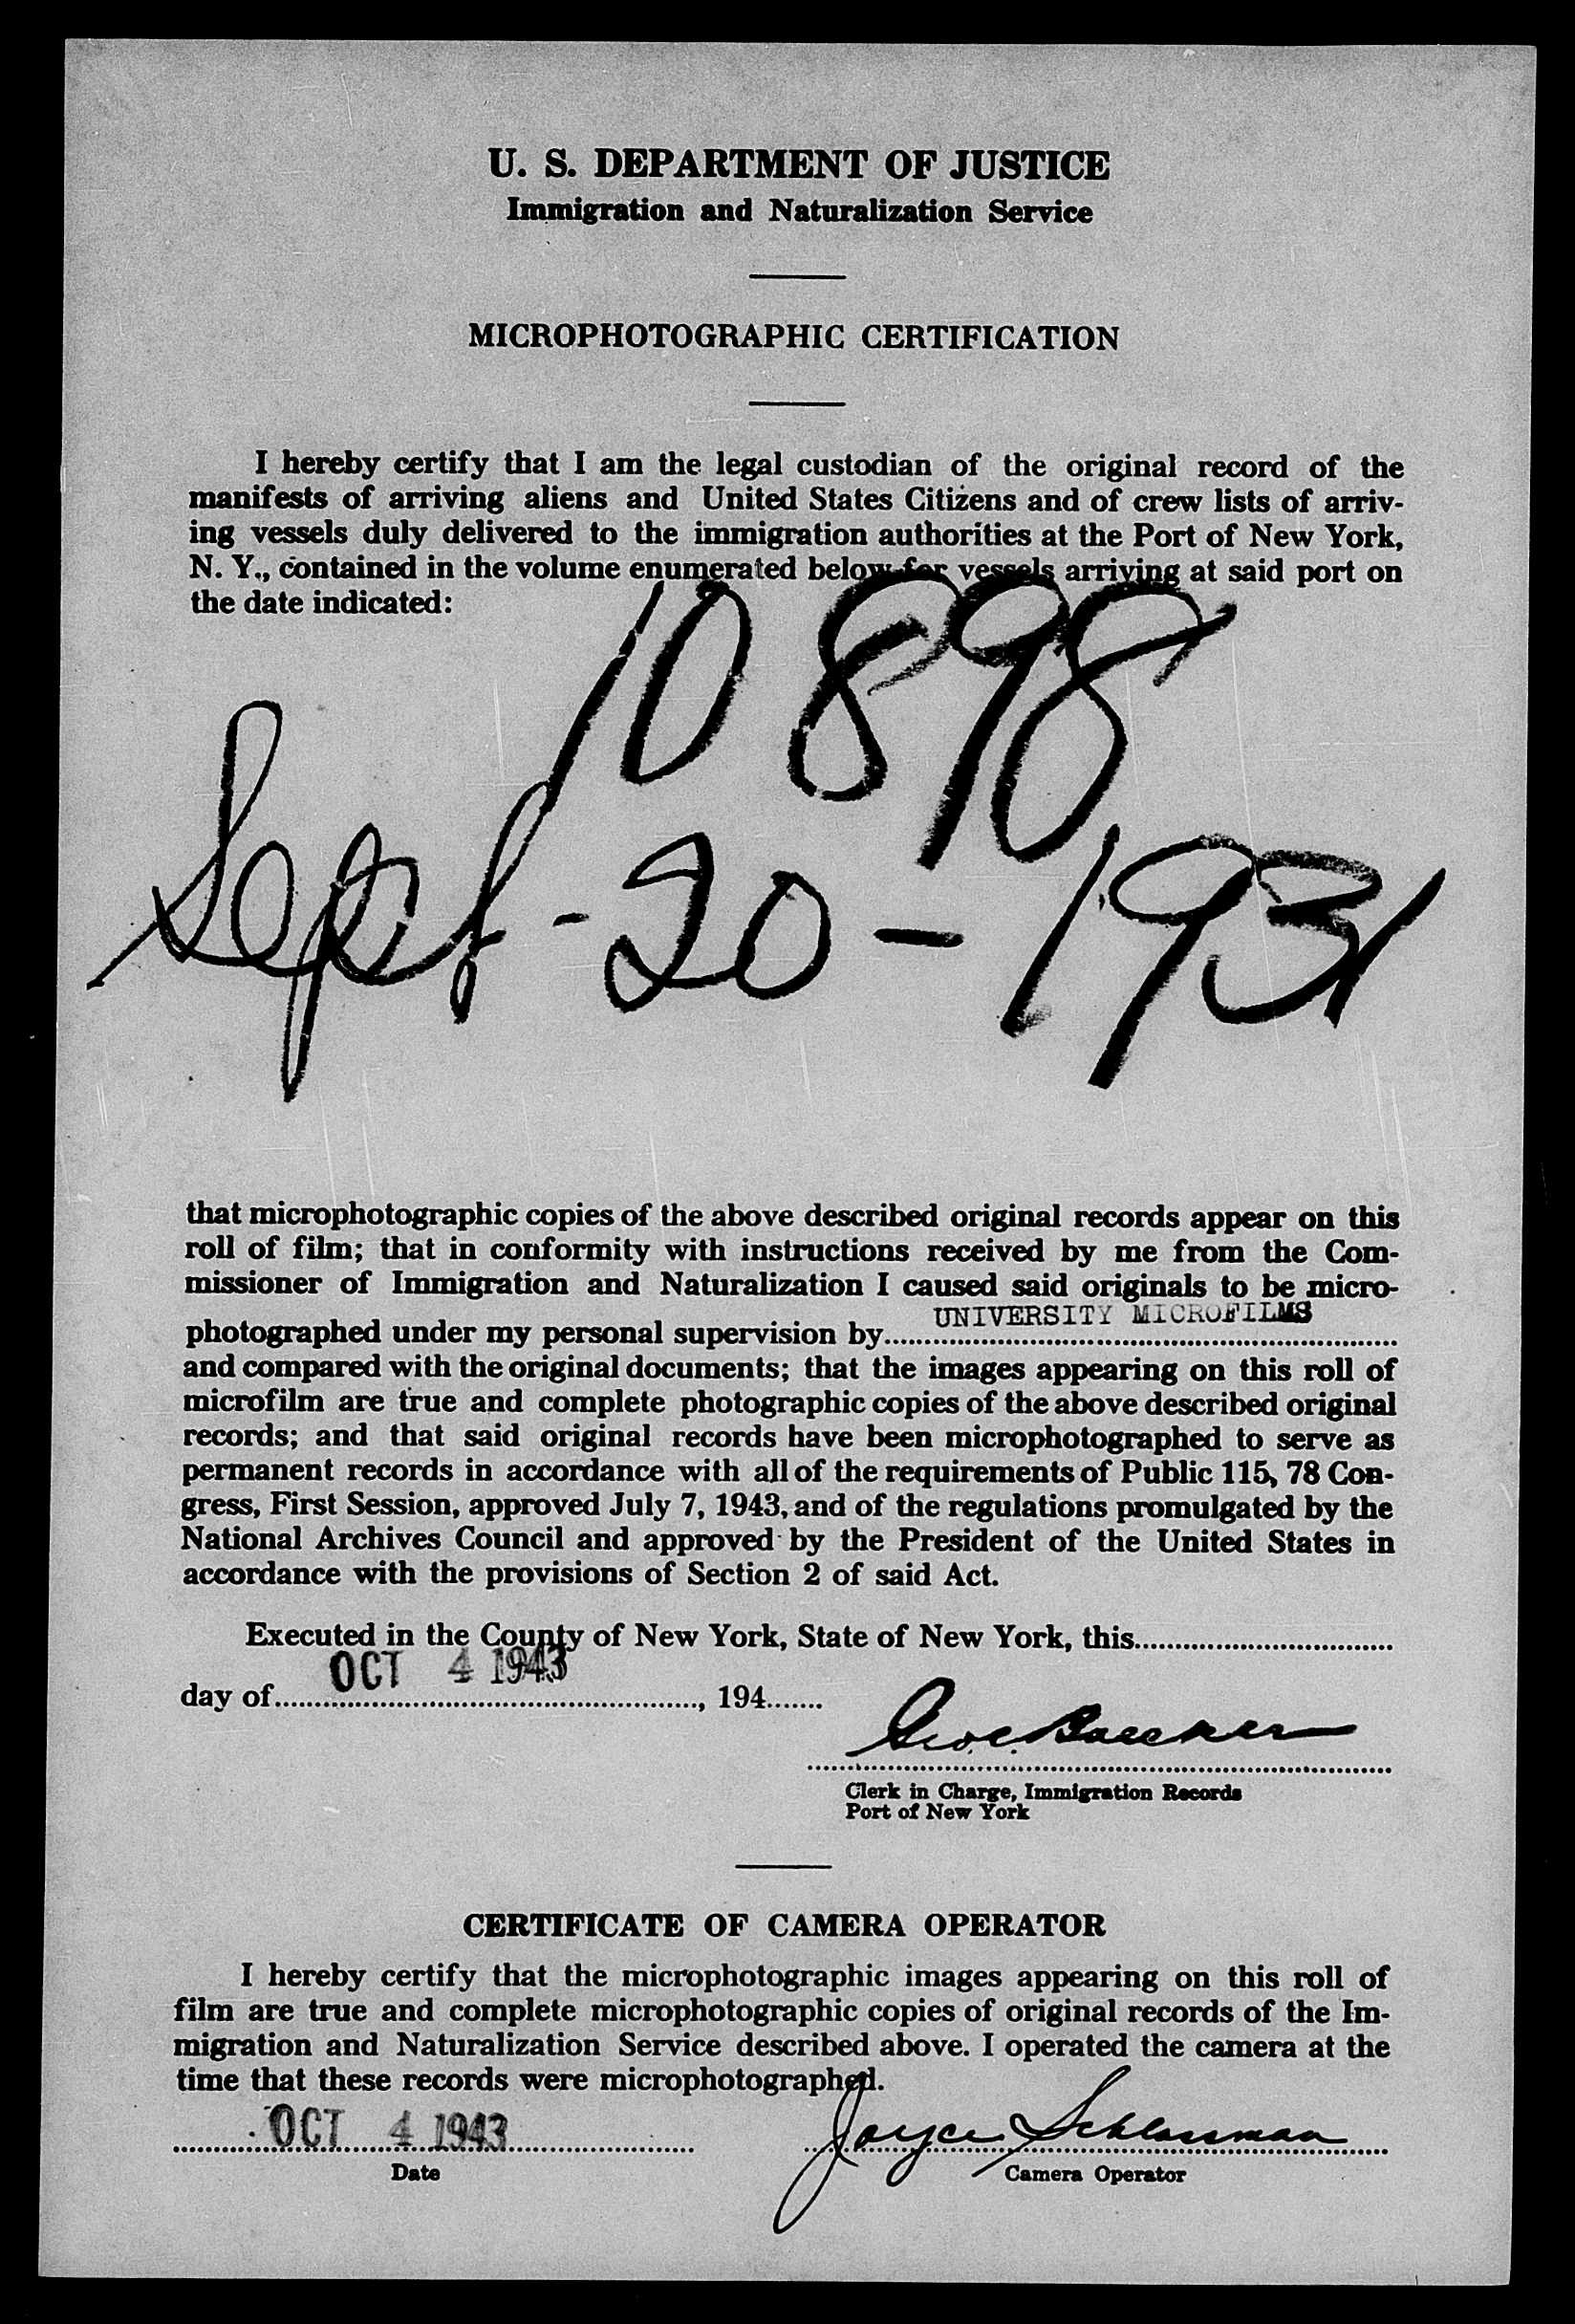 U. S. DEPARTMENT OF JUSTICE
Immigration and Naturalization Service
MICROPHOTOGRAPHIC CERTIFICATION
I hereby certify that I am the legal custodian of the original record of the
manifests of arriving aliens and United States Citizens and of crew lists of arriv-
ing vessels duly delivered to the immigration authorities at the Port of New York,
N. Y., contained in the volume enumerated below for vessels arriving at said port on
the date indicated:
10898
Sept-20-1931
that microphotographic copies of the above described original records appear on this
roll of film; that in conformity with instructions received by me from the Com-
missioner of Immigration and Naturalization I caused said originals to be micro-
photographed under my personal supervision by UNIVERSITY MICROFILMS
and compared with the original documents; that the images appearing on this roll of
microfilm are true and complete photographic copies of the above described original
records; and that said original records have been microphotographed to serve as
permanent records in accordance with all of the requirements of Public 115, 78 Con-
gress, First Session, approved July 7, 1943, and of the regulations promulgated by the
National Archives Council and approved by the President of the United States in
accordance with the provisions of Section 2 of said Act.
Executed in the County of New York, State of New York, this
day of OCT 4 1943, 194
Clerk in Charge, Immigration Records
Port of New York
CERTIFICATE OF CAMERA OPERATOR
I hereby certify that the microphotographic images appearing on this roll of
film are true and complete microphotographic copies of original records of the Im-
migration and Naturalization Service described above. I operated the camera at the
time that these records were microphotographed.
OCT 4 1943 Joyce Schlossman
Date Camera Operator